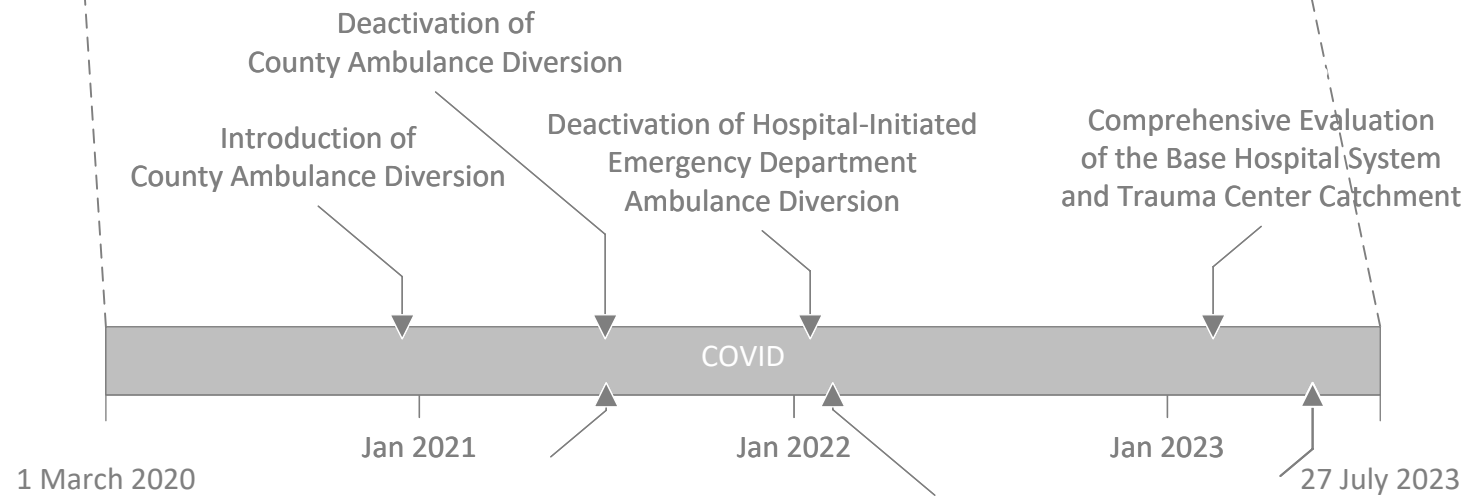 Deactivation of
County Ambulance Diversion
Introduction of
County Ambulance Diversion
Deactivation of Hospital-Initiated
Emergency Department
Ambulance Diversion
Comprehensive Evaluation
of the Base Hospital System
and Trauma Center Catchment
COVID
Jan 2021
Jan 2022
Jan 2023
1 March 2020
27 July 2023